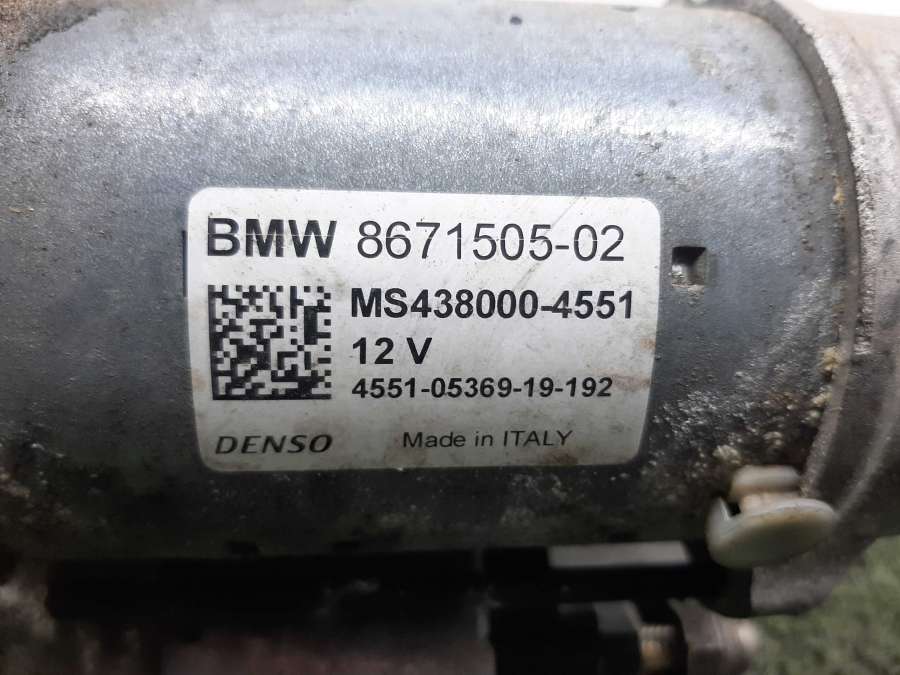 BMW 8671505-02
MS438000-4551
12 V
4551-05369-19-192
DENSO Made in ITALY